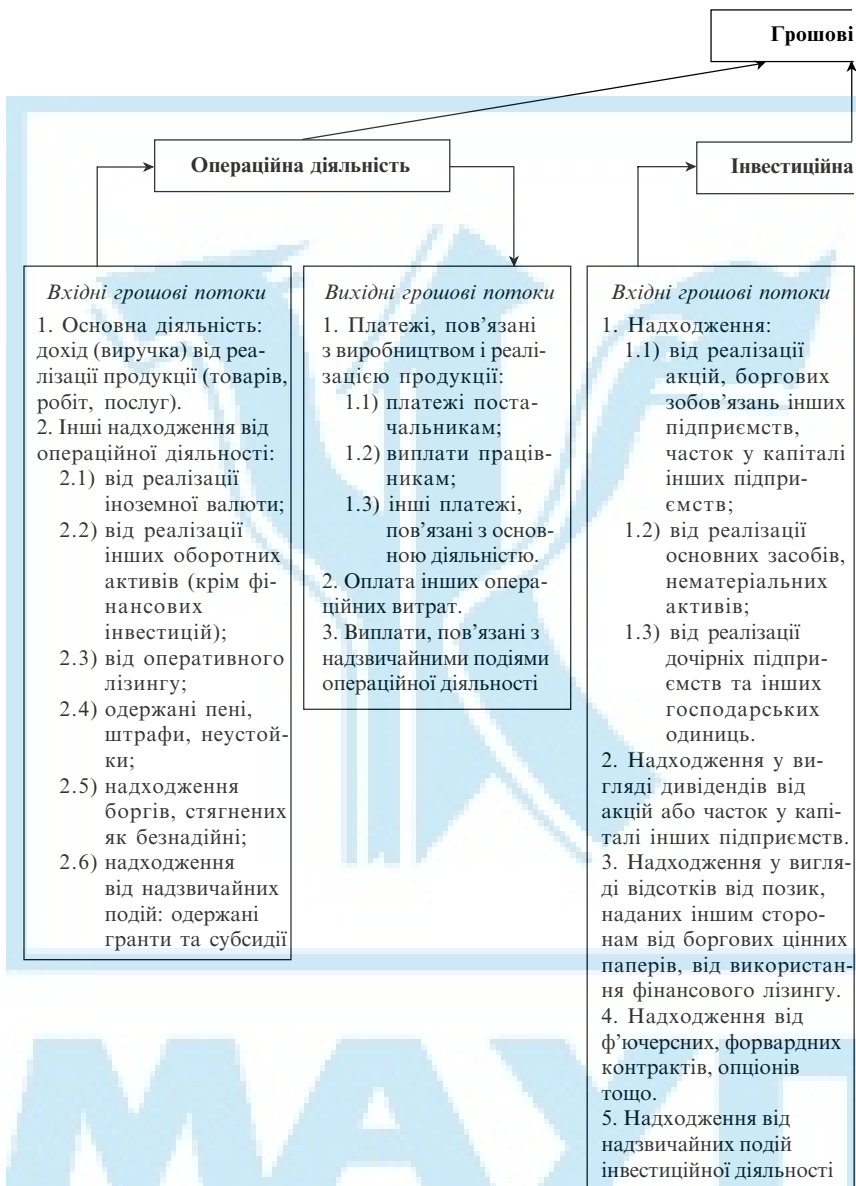 Грошові
Операційна діяльність
Інвестиційна
Вхідні грошові потоки
1. Основна діяльність:
дохід (виручка) від реа-
лізації продукції (товарів,
робіт, послуг).
2. Інші надходження від
операційної діяльності:
2.1) від реалізації
іноземної валюти;
2.2) від реалізації
інших оборотних
активів (крім фі-
нансових
інвестицій);
2.3) від оперативного
лізингу;
2.4) одержані пені,
штрафи, неустой-
ки;
2.5) надходження
боргів, стягнених
як безнадійні;
2.6) надходження
від надзвичайних
подій: одержані
гранти та субсидії
Вихідні грошові потоки
1. Платежі, пов’язані
з виробництвом і реалі-
зацією продукції:
1.1) платежі поста-
чальникам;
1.2) виплати праців-
никам;
1.3) інші платежі,
пов’язані з основ-
ною діяльністю.
2. Оплата інших опера-
ційних витрат.
3. Виплати, пов’язані з
надзвичайними подіями
операційної діяльності
Вхідні грошові потоки
1. Надходження:
1.1) від реалізації
акцій, боргових
зобов’язань інших
підприємств,
часток у капіталі
інших підпри-
ємств;
1.2) від реалізації
основних засобів,
нематеріальних
активів;
1.3) від реалізації
дочірніх підпри-
ємств та інших
господарських
одиниць.
2. Надходження у ви-
гляді дивідендів від
акцій або часток у капі-
талі інших підприємств.
3. Надходження у вигля-
ді відсотків від позик,
наданих іншим сторо-
нам від боргових цінних
паперів, від використан-
ня фінансового лізингу.
4. Надходження від
ф’ючерсних, форвардних
контрактів, опціонів
тощо.
5. Надходження від
надзвичайних подій
інвестиційної діяльності
МАУП